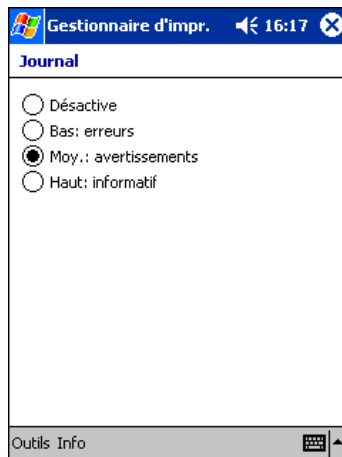 Gestionnaire d'impr. 16:17
Journal
Désactive
Bas: erreurs
Moy.: avertissements
Haut: informatif
Outils Info